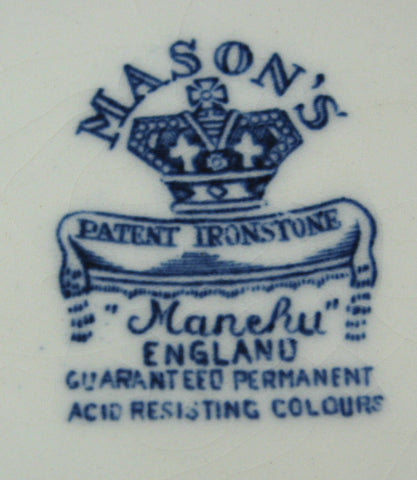 MASON'S
PATENT IRONSTONE
"Manchu"
ENGLAND
GUARANTEED PERMANENT
ACID RESISTING COLOURS